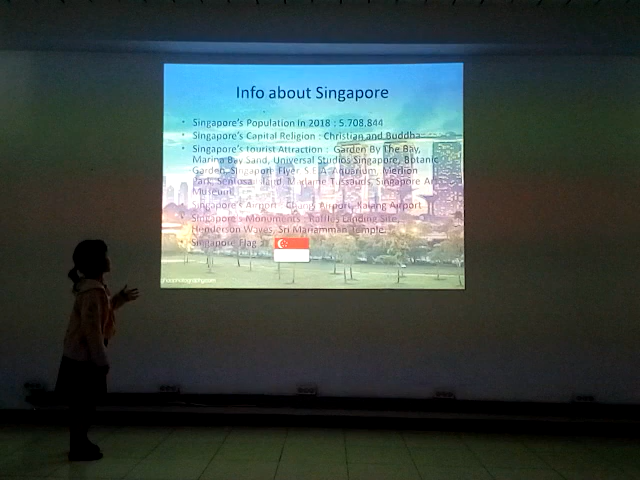 Info about Singapore
• Singapore's Population In 2018 : 5.708.844
• Singapore's Capital Religion : Christian and Buddha
• Singapore's tourist Attraction : Garden By The Bay,
Marina Bay Sand, Universal Studios Singapore, Botanic
Garden, Singaport Flyer, S.E.A. Aquarium, Merlion
Park, Sentosa Island, Madame Tussauds, Singapore Art
Museum
• Singapore's Airport : Changi Airport, Kalang Airport
• Singapore's Monuments : Raffles Landing Site,
Henderson Waves, Sri Mariamman Temple.
• Singapore Flag :